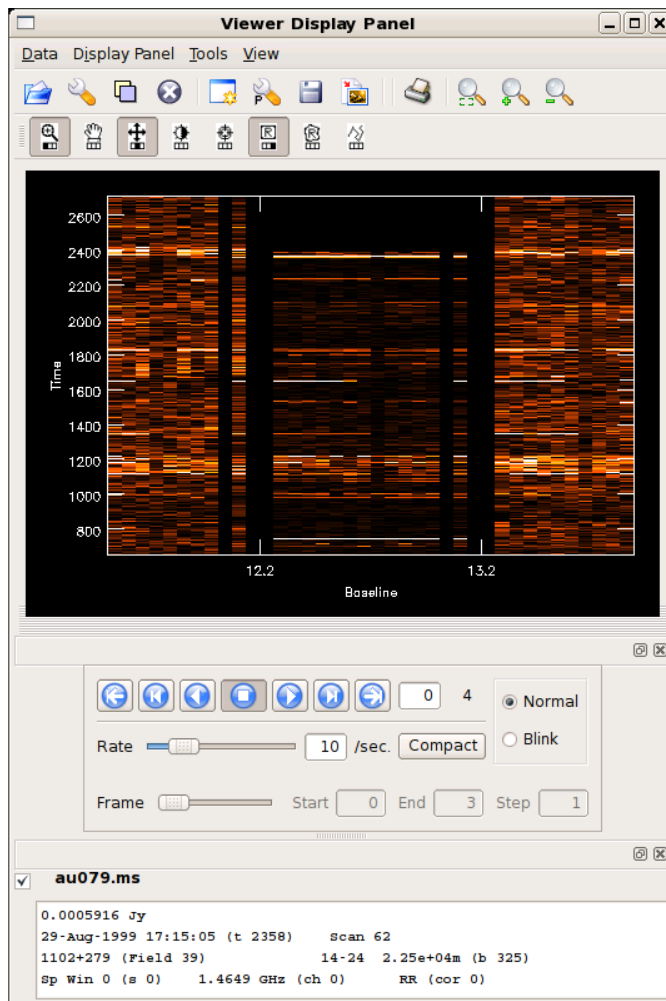 Viewer Display Panel
Data Display Panel Tools View
P
R R
2600
2400
2200
2000
1800
1600
1400
1200
1000
800
Time
12.2 13.2
Baseline
0 4
Normal
Rate 10 /sec. Compact
Blink
Frame Start 0 End 3 Step 1
au079.ms
0.0005916 Jy
29-Aug-1999 17:15:05 (t 2358) Scan 62
1102+279 (Field 39) 14-24 2.25e+04m (b 325)
Sp Win 0 (s 0) 1.4649 GHz (ch 0) RR (cor 0)